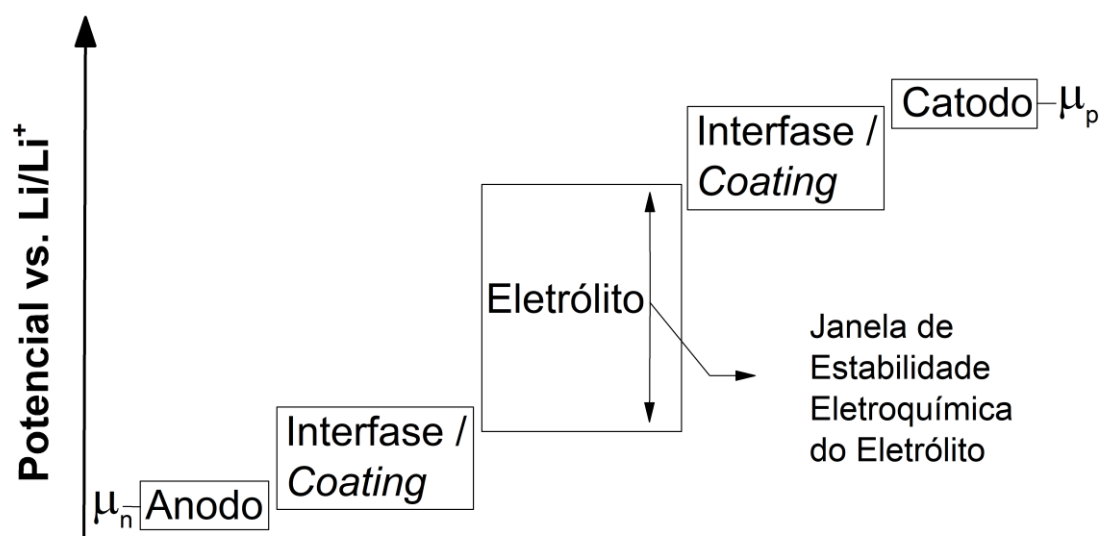 Potencial vs. Li/Li⁺
Catodo
μₚ
Interfase /
Coating
Eletrólito
Janela de
Estabilidade
Eletroquímica
do Eletrólito
Interfase /
Coating
μₙ
Anodo